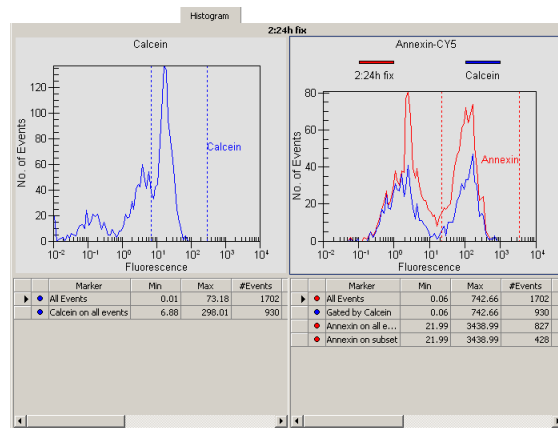 Histogram
2:24h fix
Calcein
No. of Events
120
100
80
60
40
20
0
10-2 10-1 100 101 102 103 104
Fluorescence
Calcein
Annexin-CY5
2:24h fix Calcein
No. of Events
80
60
40
20
0
10-2 10-1 100 101 102 103 104
Fluorescence
Annexin
Marker Min Max #Events
All Events 0.01 73.18 1702
Calcein on all events 6.88 298.01 930
Marker Min Max #Events
All Events 0.06 742.66 1702
Gated by Calcein 0.06 742.66 930
Annexin on all e... 21.99 3438.99 827
Annexin on subset 21.99 3438.99 428